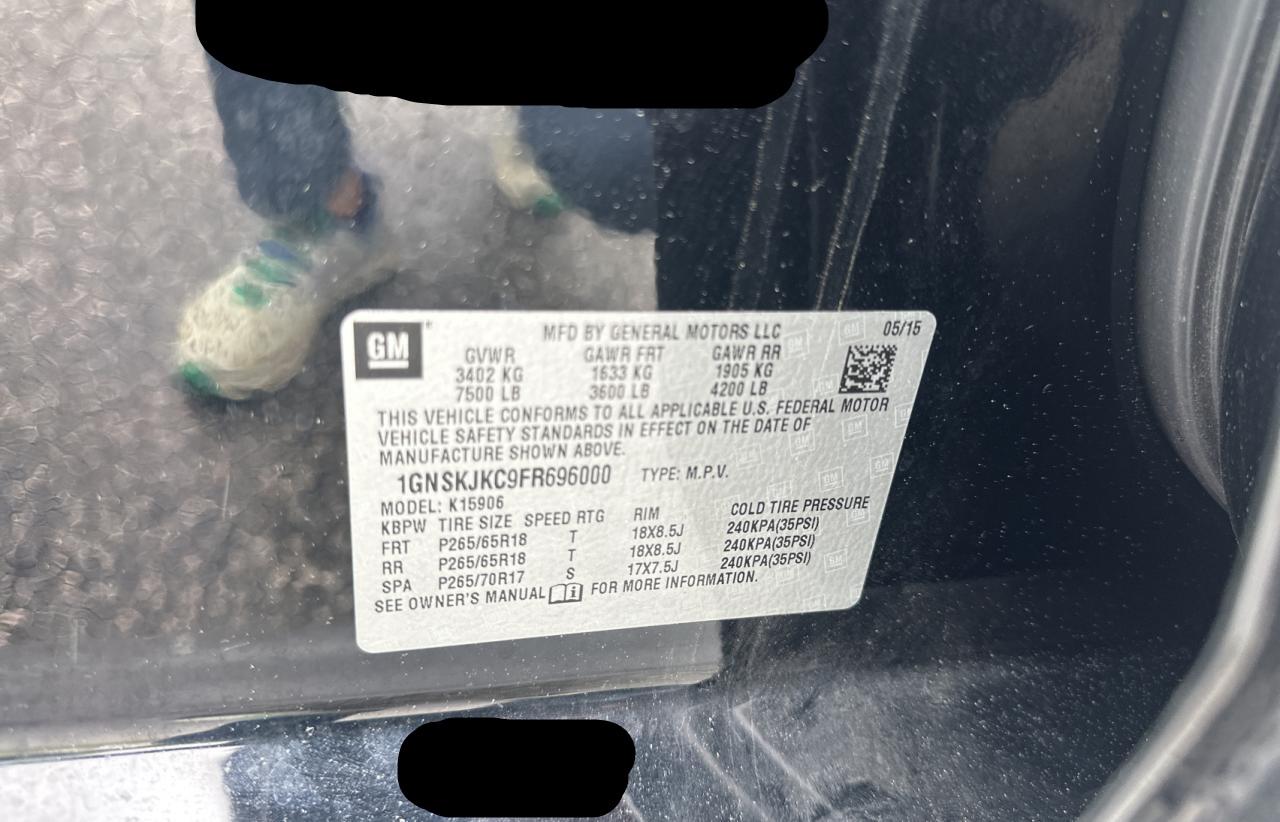 GM MFD BY GENERAL MOTORS LLC 05/15
GVWR GAWR FRT GAWR RR
3402 KG 1633 KG 1905 KG
7500 LB 3600 LB 4200 LB
THIS VEHICLE CONFORMS TO ALL APPLICABLE U.S. FEDERAL MOTOR
VEHICLE SAFETY STANDARDS IN EFFECT ON THE DATE OF
MANUFACTURE SHOWN ABOVE.
1GNSKJKC9FR696000 TYPE: M.P.V.
MODEL: K15906
KBPW TIRE SIZE SPEED RTG RIM COLD TIRE PRESSURE
FRT P265/65R18 T 18X8.5J 240KPA(35PSI)
RR P265/65R18 T 18X8.5J 240KPA(35PSI)
SPA P265/70R17 S 17X7.5J 240KPA(35PSI)
SEE OWNER'S MANUAL FOR MORE INFORMATION.